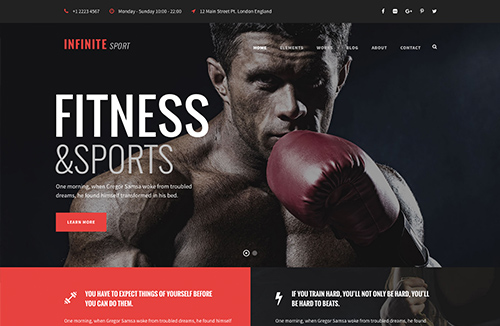 +1 2223 4567 Monday - Sunday 10:00 - 22:00 12 Main Street Pt. London England
INFINITE SPORT
HOME ELEMENTS WORKS BLOG ABOUT CONTACT
FITNESS
&SPORTS
One morning, when Gregor Samsa woke from troubled
dreams, he found himself transformed in his bed.
LEARN MORE
YOU HAVE TO EXPECT THINGS OF YOURSELF BEFORE
YOU CAN DO THEM.
One morning, when Gregor Samsa woke from troubled dreams, he found himself
IF YOU TRAIN HARD, YOU'LL NOT ONLY BE HARD, YOU'LL
BE HARD TO BEATS.
One morning, when Gregor Samsa woke from troubled dreams, he found